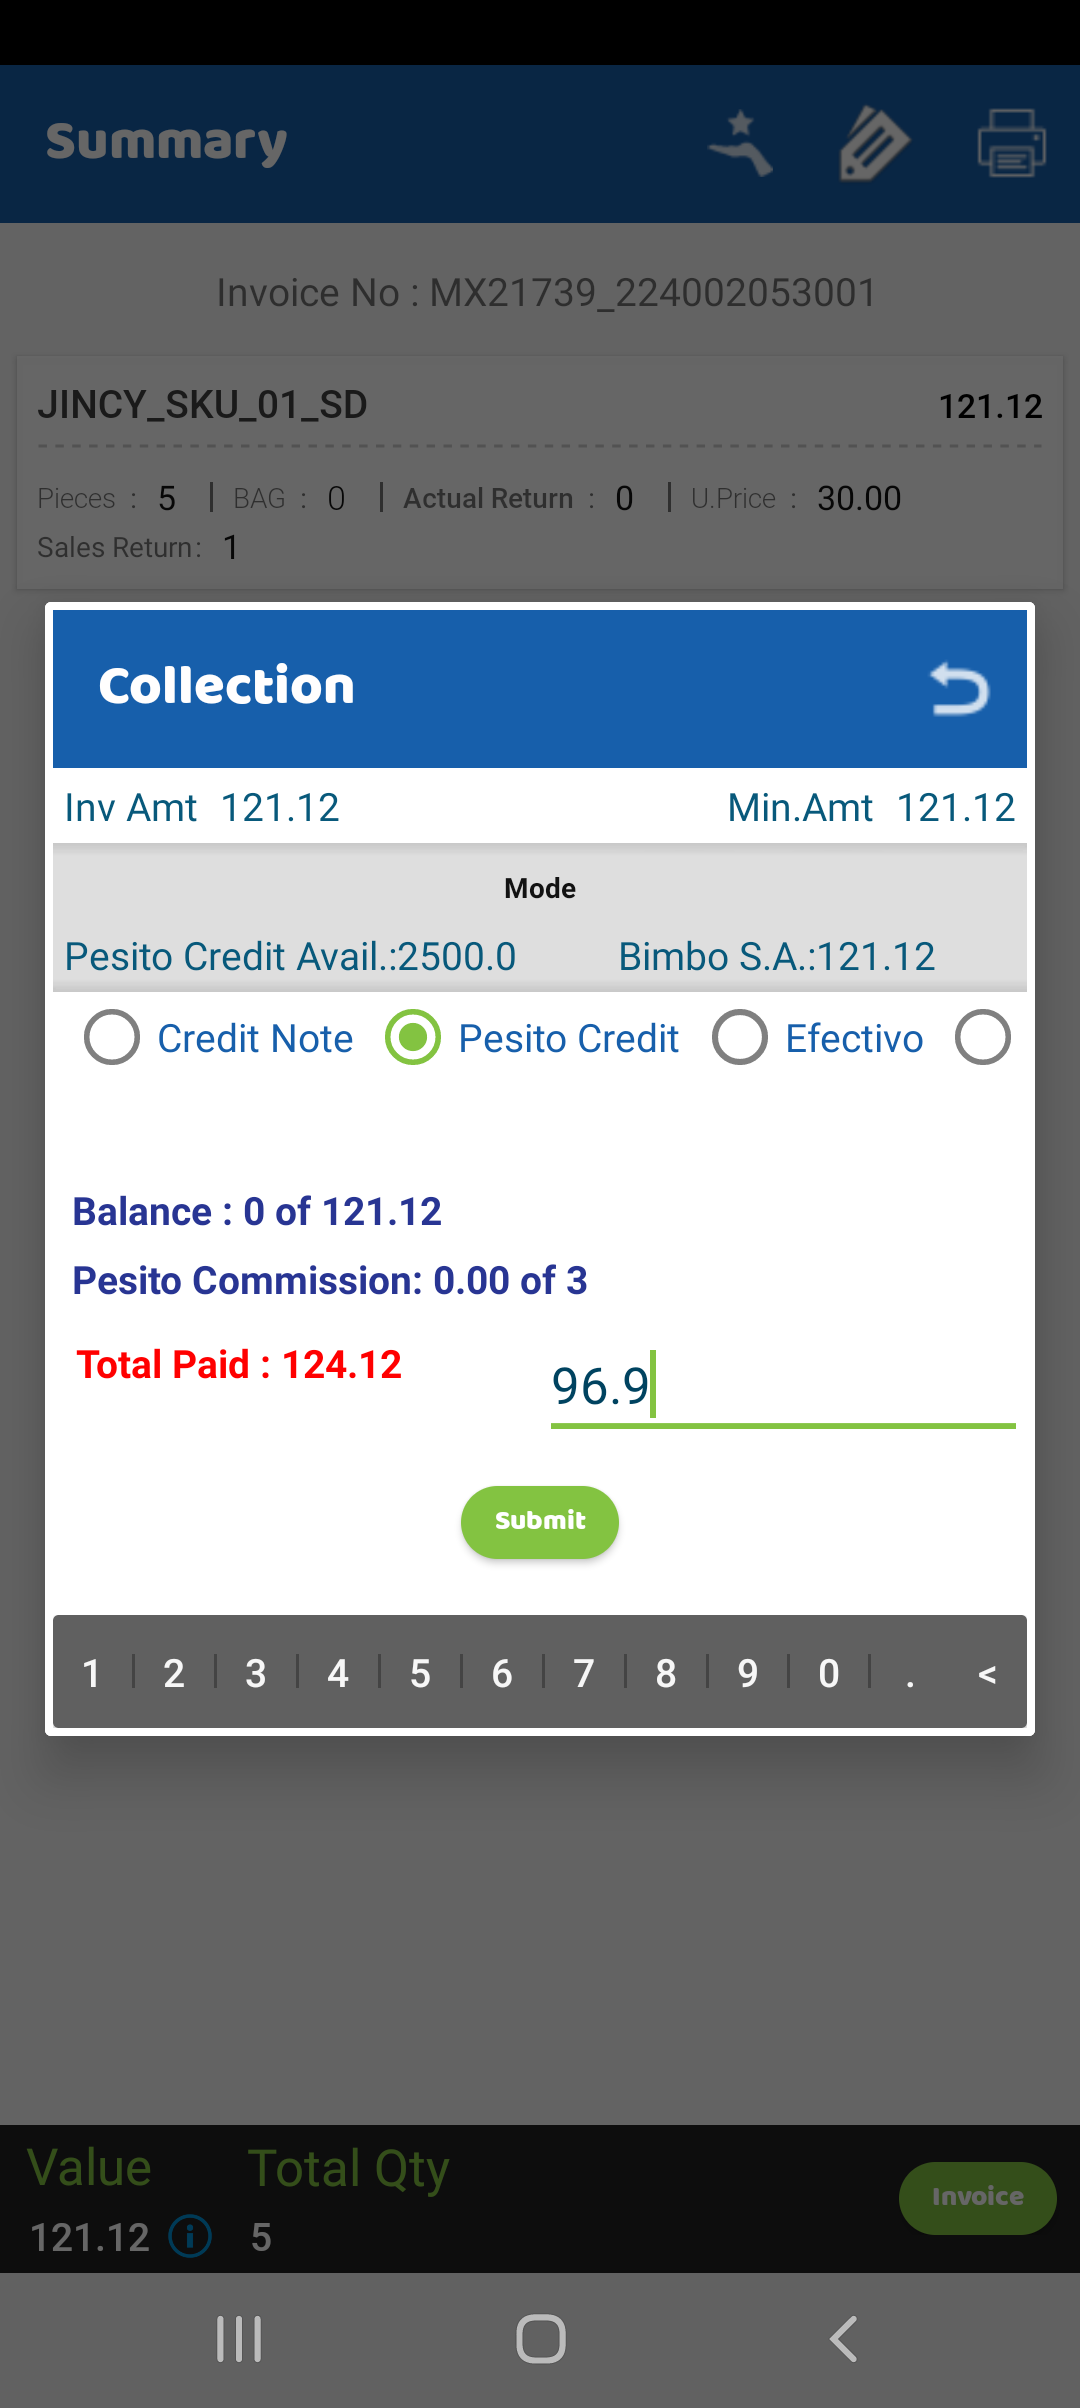 Summary
Invoice No : MX21739_224002053001
JINCY_SKU_01_SD 121.12
Pieces : 5 | BAG : 0 | Actual Return : 0 | U.Price : 30.00
Sales Return : 1
Collection
Inv Amt 121.12 Min.Amt 121.12
Mode
Pesito Credit Avail.:2500.0 Bimbo S.A.:121.12
Credit Note Pesito Credit Efectivo
Balance : 0 of 121.12
Pesito Commission: 0.00 of 3
Total Paid : 124.12 96.9
Submit
1 | 2 | 3 | 4 | 5 | 6 | 7 | 8 | 9 | 0 | . <
Value Total Qty
Invoice
121.12 i 5